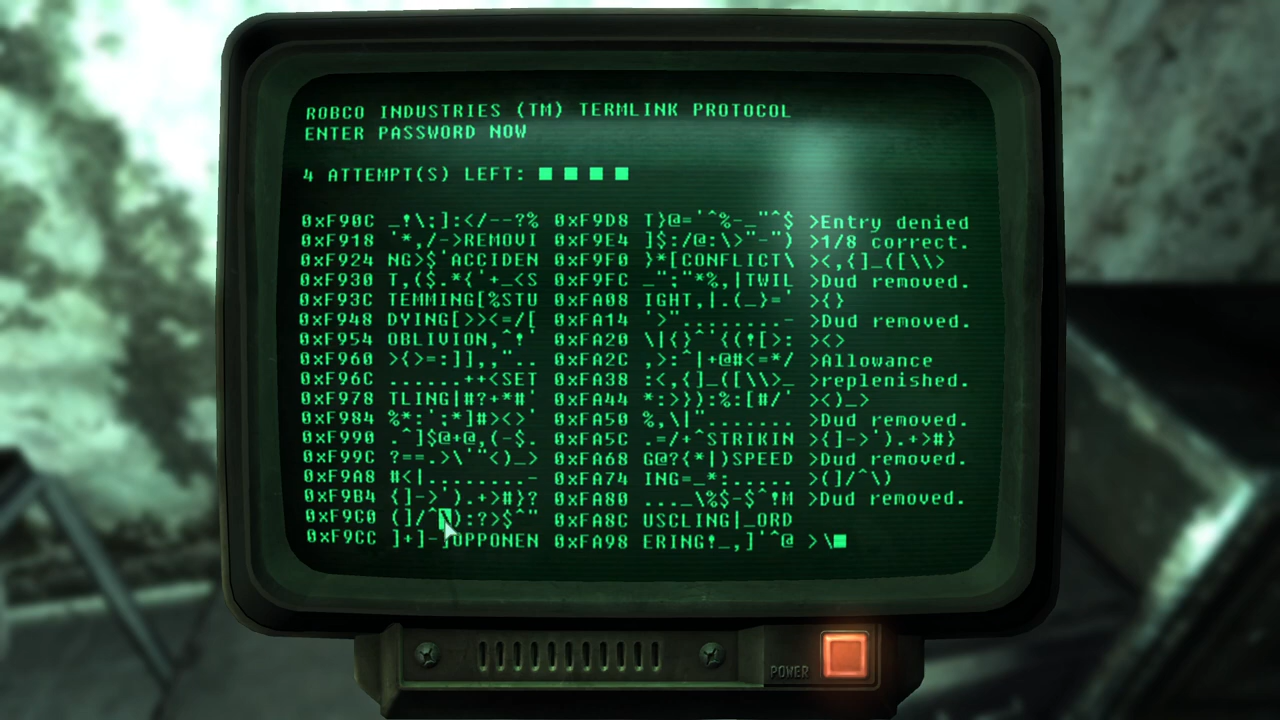 ROBCO INDUSTRIES (TM) TERMLINK PROTOCOL
ENTER PASSWORD NOW
4 ATTEMPT(S) LEFT: ■ ■ ■ ■
0xF90C _!\;]:</--?% 0xF9D8 T}@='^%-_"^$ >Entry denied
0xF918 '*,/->REMOVI 0xF9E4 ]$:/@:\>"-") >1/8 correct.
0xF924 NG>$'ACCIDEN 0xF9F0 }*[CONFLICT\ ><,{]_([\\>
0xF930 T,($.*{'+_<S 0xF9FC _";"*%,|TWIL >Dud removed.
0xF93C TEMMING[%STU 0xFA08 IGHT,|.(_}=' >{}
0xF948 DYING[>><=/[ 0xFA14 '>"........- >Dud removed.
0xF954 OBLIVION,^!' 0xFA20 \|{}^"{(![>: ><>
0xF960 >{>=:]],,".. 0xFA2C ,>:^|+@#<=*/ >Allowance
0xF96C ......++<SET 0xFA38 :<,{]_([\\>_ >replenished.
0xF978 TLING|#?+*#' 0xFA44 *:>}):%:[#/' ><)_>
0xF984 %*:';*]#><>' 0xFA50 %,\|"....... >Dud removed.
0xF990 .^]$@+@,(-$. 0xFA5C .=/+^STRIKIN >{]->').+>#}
0xF99C ?==.>\'"<)_> 0xFA68 G@?{*|)SPEED >Dud removed.
0xF9A8 #<|........- 0xFA74 ING=_*:..... >(]/^\)
0xF9B4 {]->').+>#}? 0xFA80 ..._\%$-$^!M >Dud removed.
0xF9C0 (]/^\):?>$^" 0xFA8C USCLING|_ORD
0xF9CC ]+]-]OPPONEN 0xFA98 ERING!_,]'^@ >\■
POWER